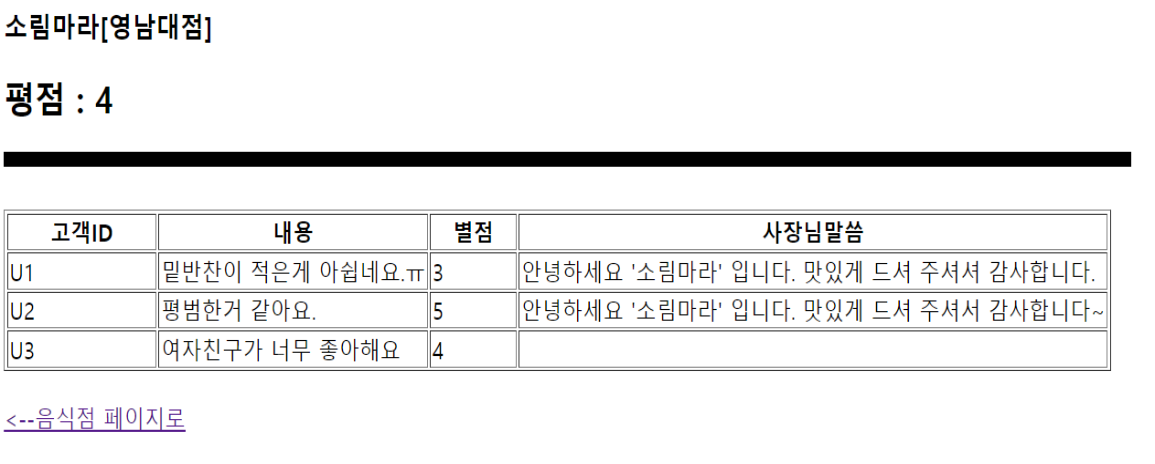 소림마라[영남대점]
평점 : 4
고객ID 내용 별점 사장님말씀
U1 밑반찬이 적은게 아쉽네요.ㅠ 3 안녕하세요 '소림마라' 입니다. 맛있게 드셔 주셔셔 감사합니다.
U2 평범한거 같아요. 5 안녕하세요 '소림마라' 입니다. 맛있게 드셔 주셔서 감사합니다~
U3 여자친구가 너무 좋아해요 4
<--음식점 페이지로